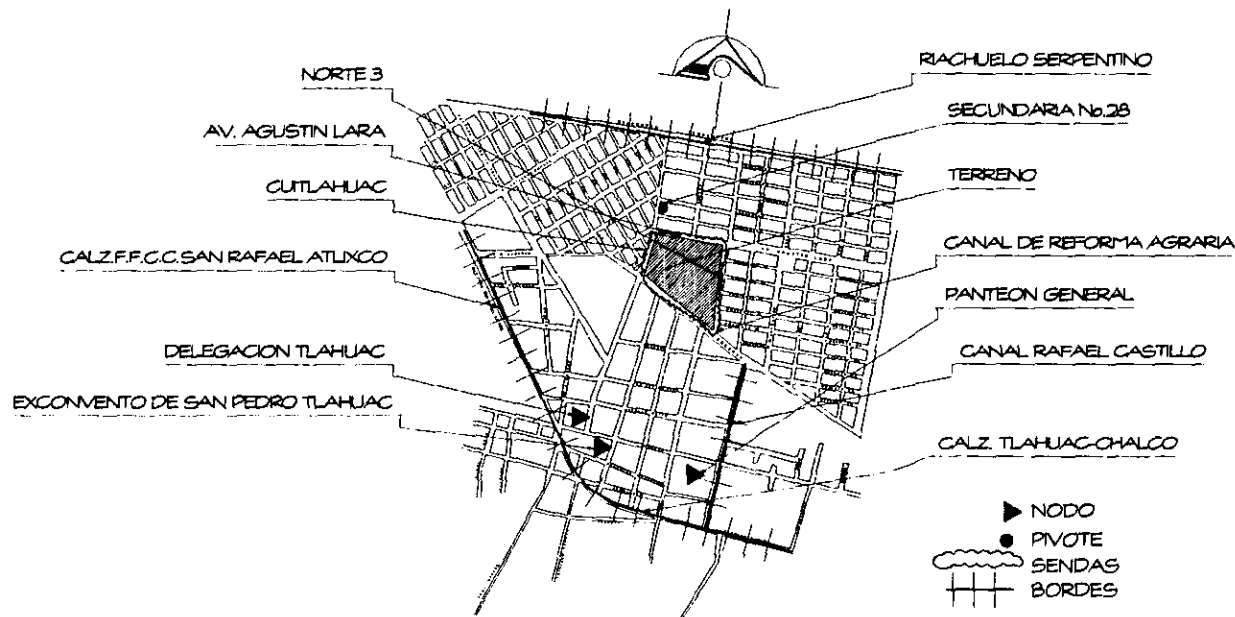 NORTE 3
AV. AGUSTIN LARA
CUITLAHUAC
CALZ.F.F.C.C.SAN RAFAEL ATLIXCO
DELEGACION TLAHUAC
EXCONVENTO DE SAN PEDRO TLAHUAC
RIACHUELO SERPENTINO
SECUNDARIA No.28
TERRENO
CANAL DE REFORMA AGRARIA
PANTEON GENERAL
CANAL RAFAEL CASTILLO
CALZ. TLAHUAC-CHALCO
NODO
PIVOTE
SENDAS
BORDES